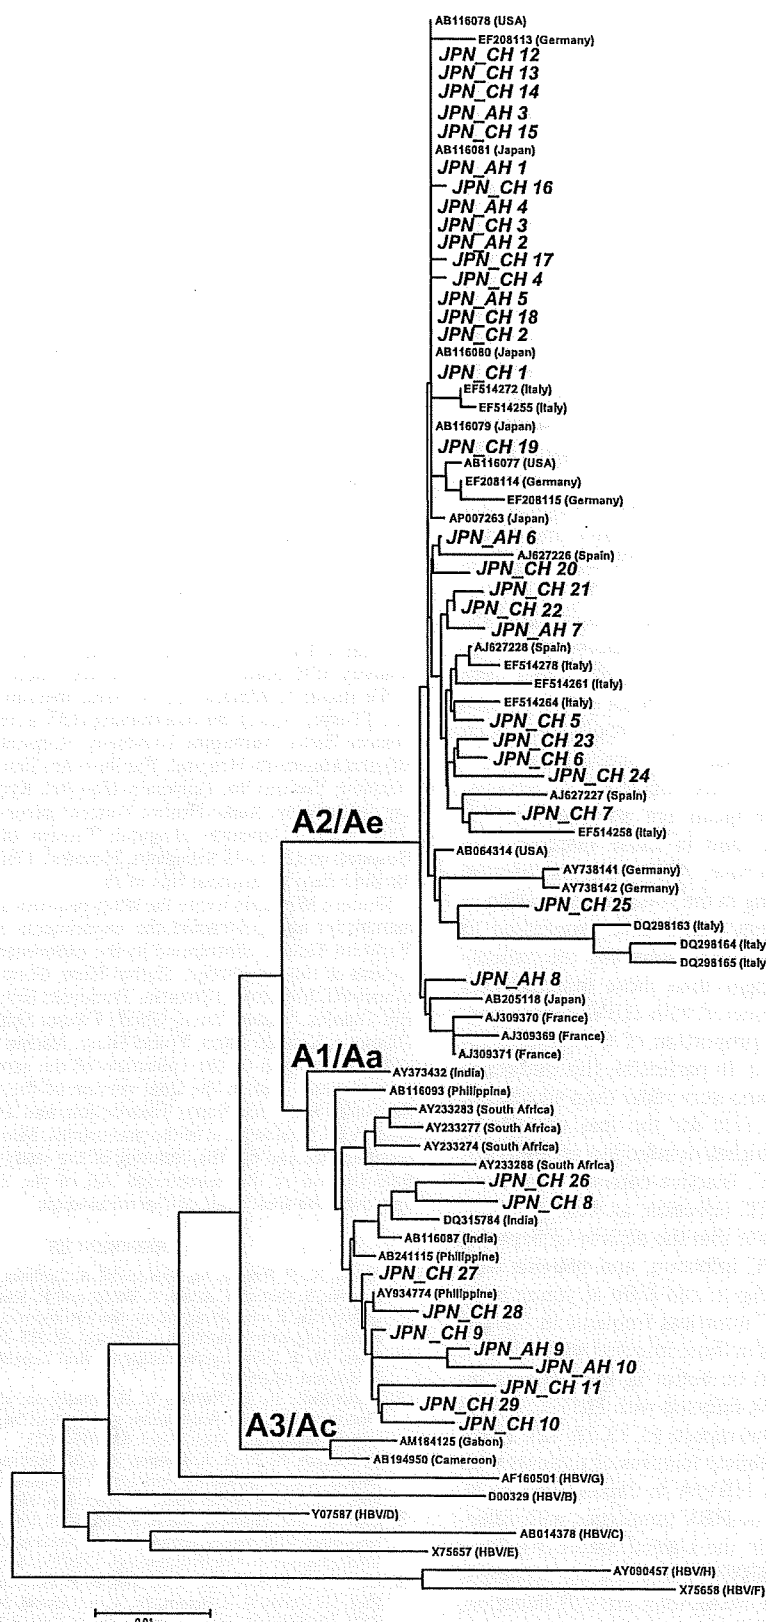 AB116078 (USA)
EF208113 (Germany)
JPN_CH 12
JPN_CH 13
JPN_CH 14
JPN_AH 3
JPN_CH 15
AB116081 (Japan)
JPN_AH 1
JPN_CH 16
JPN_AH 4
JPN_CH 3
JPN_AH 2
JPN_CH 17
JPN_CH 4
JPN_AH 5
JPN_CH 18
JPN_CH 2
AB116080 (Japan)
JPN_CH 1
EF514272 (Italy)
EF514255 (Italy)
AB116079 (Japan)
JPN_CH 19
AB116077 (USA)
EF208114 (Germany)
EF208115 (Germany)
AP007263 (Japan)
JPN_AH 6
AJ627226 (Spain)
JPN_CH 20
JPN_CH 21
JPN_CH 22
JPN_AH 7
AJ627228 (Spain)
EF514278 (Italy)
EF514261 (Italy)
EF514264 (Italy)
JPN_CH 5
JPN_CH 23
JPN_CH 6
JPN_CH 24
AJ627227 (Spain)
JPN_CH 7
A2/Ae
EF514258 (Italy)
AB064314 (USA)
AY738141 (Germany)
AY738142 (Germany)
JPN_CH 25
DQ298163 (Italy)
DQ298164 (Italy
DQ298165 (Italy
JPN_AH 8
AB205118 (Japan)
AJ309370 (France)
AJ309369 (France)
AJ309371 (France)
A1/Aa
AY373432 (India)
AB116093 (Philippine)
AY233283 (South Africa)
AY233277 (South Africa)
AY233274 (South Africa)
AY233288 (South Africa)
JPN_CH 26
JPN_CH 8
DQ315784 (India)
AB116087 (India)
AB241115 (Philippine)
JPN_CH 27
AY934774 (Philippine)
JPN_CH 28
JPN_CH 9
JPN_AH 9
JPN_AH 10
JPN_CH 11
JPN_CH 29
JPN_CH 10
A3/Ac
AM184125 (Gabon)
AB194950 (Cameroon)
AF160501 (HBV/G)
D00329 (HBV/B)
Y07587 (HBV/D)
AB014378 (HBV/C)
X75657 (HBV/E)
AY090457 (HBV/H)
X75658 (HBV/F)